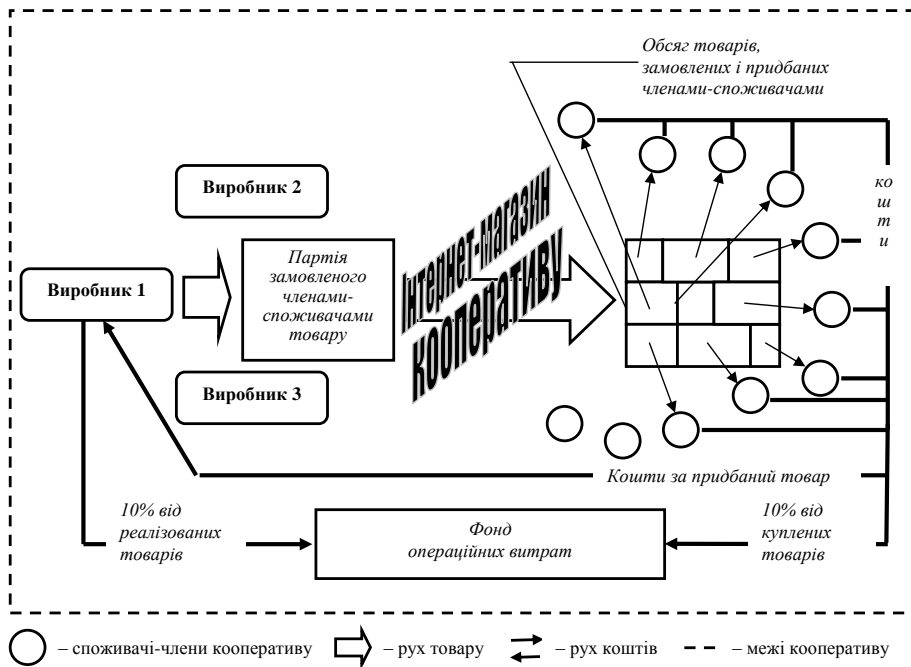 Обсяг товарів,
замовлених і придбаних
членами-споживачами
Виробник 2
ко
ш
т
и
Партія
замовленого
членами-
споживачами
товару
Інтернет-магазин
кооперативу
Виробник 1
Виробник 3
Кошти за придбаний товар
10% від
реалізованих
товарів
Фонд
операційних витрат
10% від
куплених
товарів
– споживачі-члени кооперативу
– рух товару
– рух коштів
– межі кооперативу